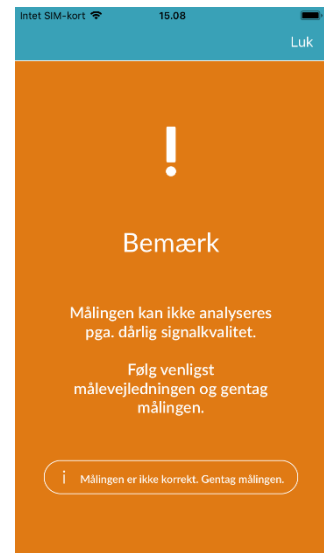 Intet SIM-kort 15.08
Luk
!
Bemærk
Målingen kan ikke analyseres
pga. dårlig signalkvalitet.
Følg venligst
målevejledningen og gentag
målingen.
i Målingen er ikke korrekt. Gentag målingen.